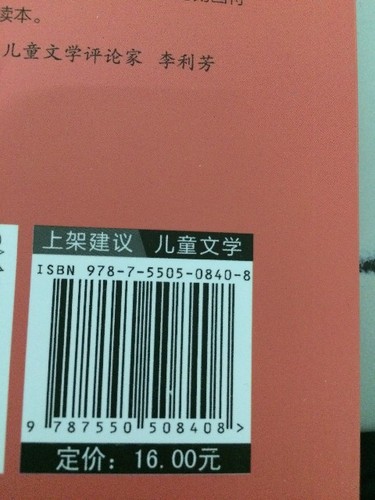 读本。
儿童文学评论家 李利芳
上架建议 儿童文学
ISBN 978-7-5505-0840-8
9 787550 508408>
定价: 16.00元